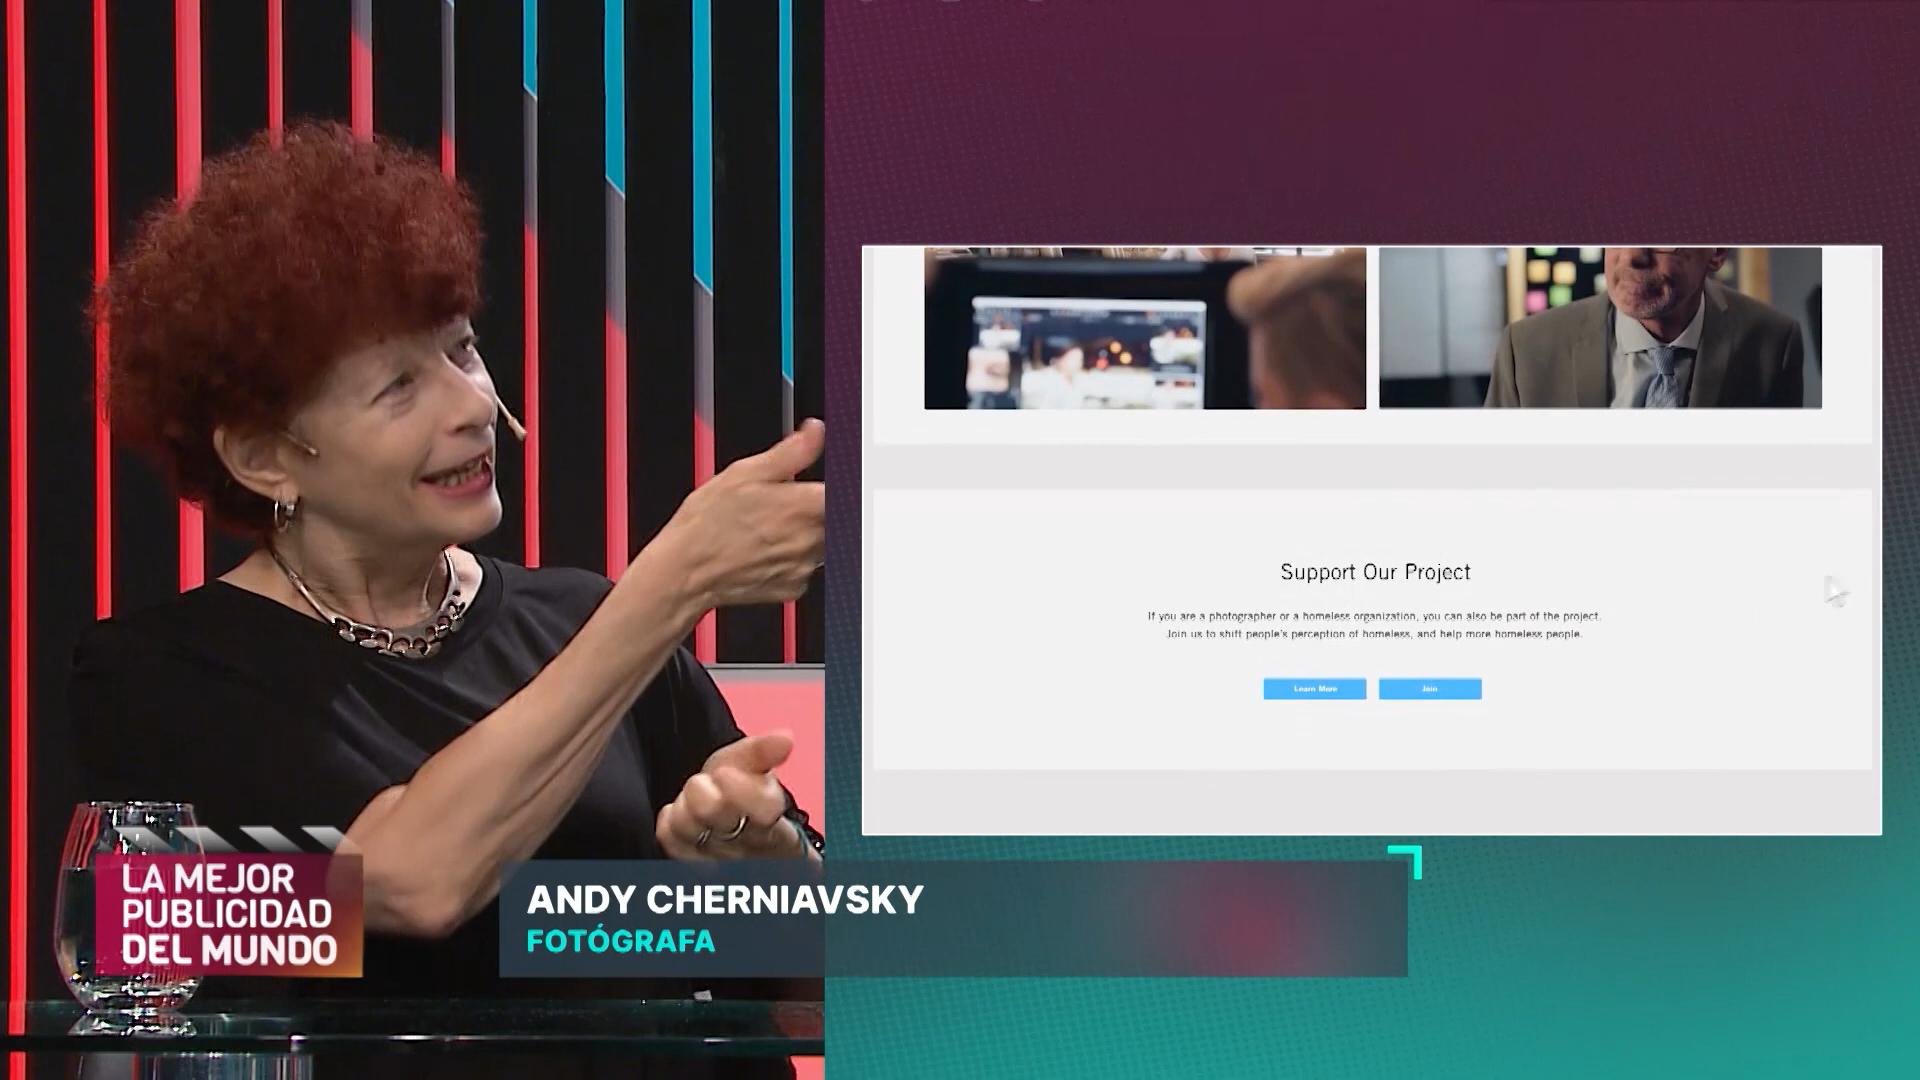 Support Our Project
If you are a photographer or a homeless organization, you can also be part of the project.
Join us to shift people's perception of homeless, and help more homeless people.
Learn More
Join
ANDY CHERNIAVSKY
FOTÓGRAFA
LA MEJOR
PUBLICIDAD
DEL MUNDO